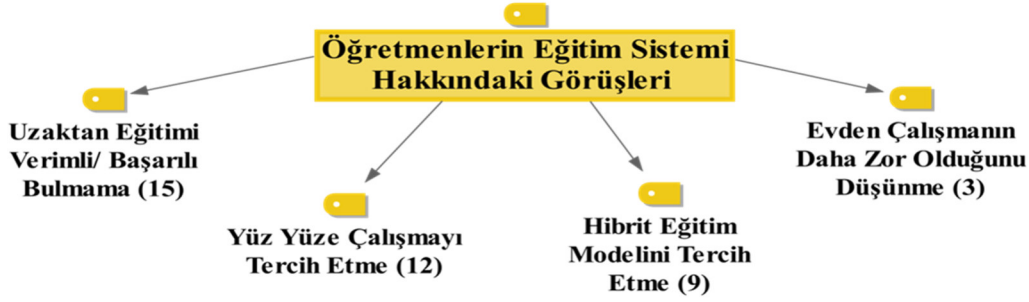 Öğretmenlerin Eğitim Sistemi
Hakkındaki Görüşleri
Uzaktan Eğitimi
Verimli/ Başarılı
Bulmama (15)
Yüz Yüze Çalışmayı
Tercih Etme (12)
Hibrit Eğitim
Modelini Tercih
Etme (9)
Evden Çalışmanın
Daha Zor Olduğunu
Düşünme (3)